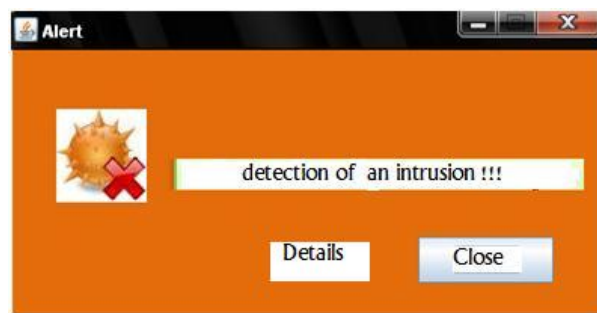 Alert
detection of an intrusion !!!
Details
Close